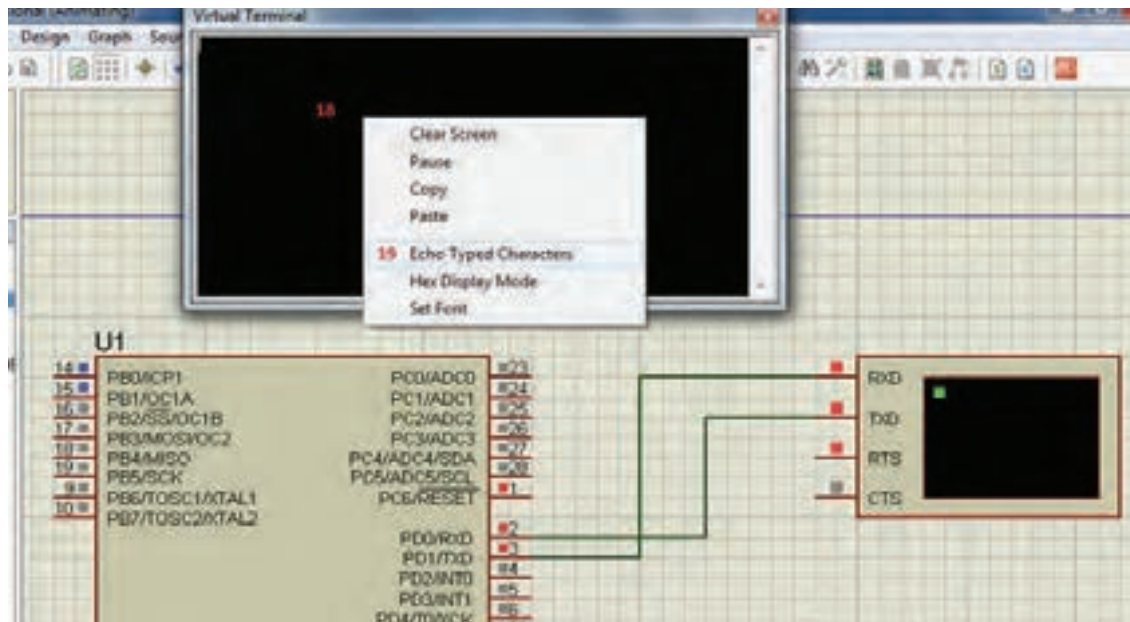 Virtual Terminal
Design Graph
18
Clear Screen
Pause
Copy
Paste
19 Echo Typed Characters
Hex Display Mode
Set Font
U1
14 PB0/ICP1
15 PB1/OC1A
16 PB2/SS/OC1B
17 PB3/MOSI/OC2
18 PB4/MISO
19 PB5/SCK
9 PB6/TOSC1/XTAL1
10 PB7/TOSC2/XTAL2
PC0/ADC0 23
PC1/ADC1 24
PC2/ADC2 25
PC3/ADC3 26
PC4/ADC4/SDA 27
PC5/ADC5/SCL 28
PC6/RESET 1
PD0/RXD 2
PD1/TXD 3
PD2/INT0 4
PD3/INT1 5
PD4/T0/XCK 6
RXD
TXD
RTS
CTS